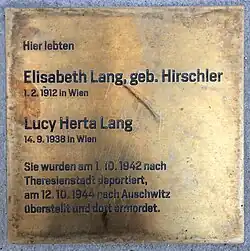 Hier lebten
Elisabeth Lang, geb. Hirschler
1. 2. 1912 in Wien
Lucy Herta Lang
14. 9. 1938 in Wien
Sie wurden am 1. 10. 1942 nach
Theresienstadt deportiert,
am 12. 10. 1944 nach Auschwitz
überstellt und dort ermordet.